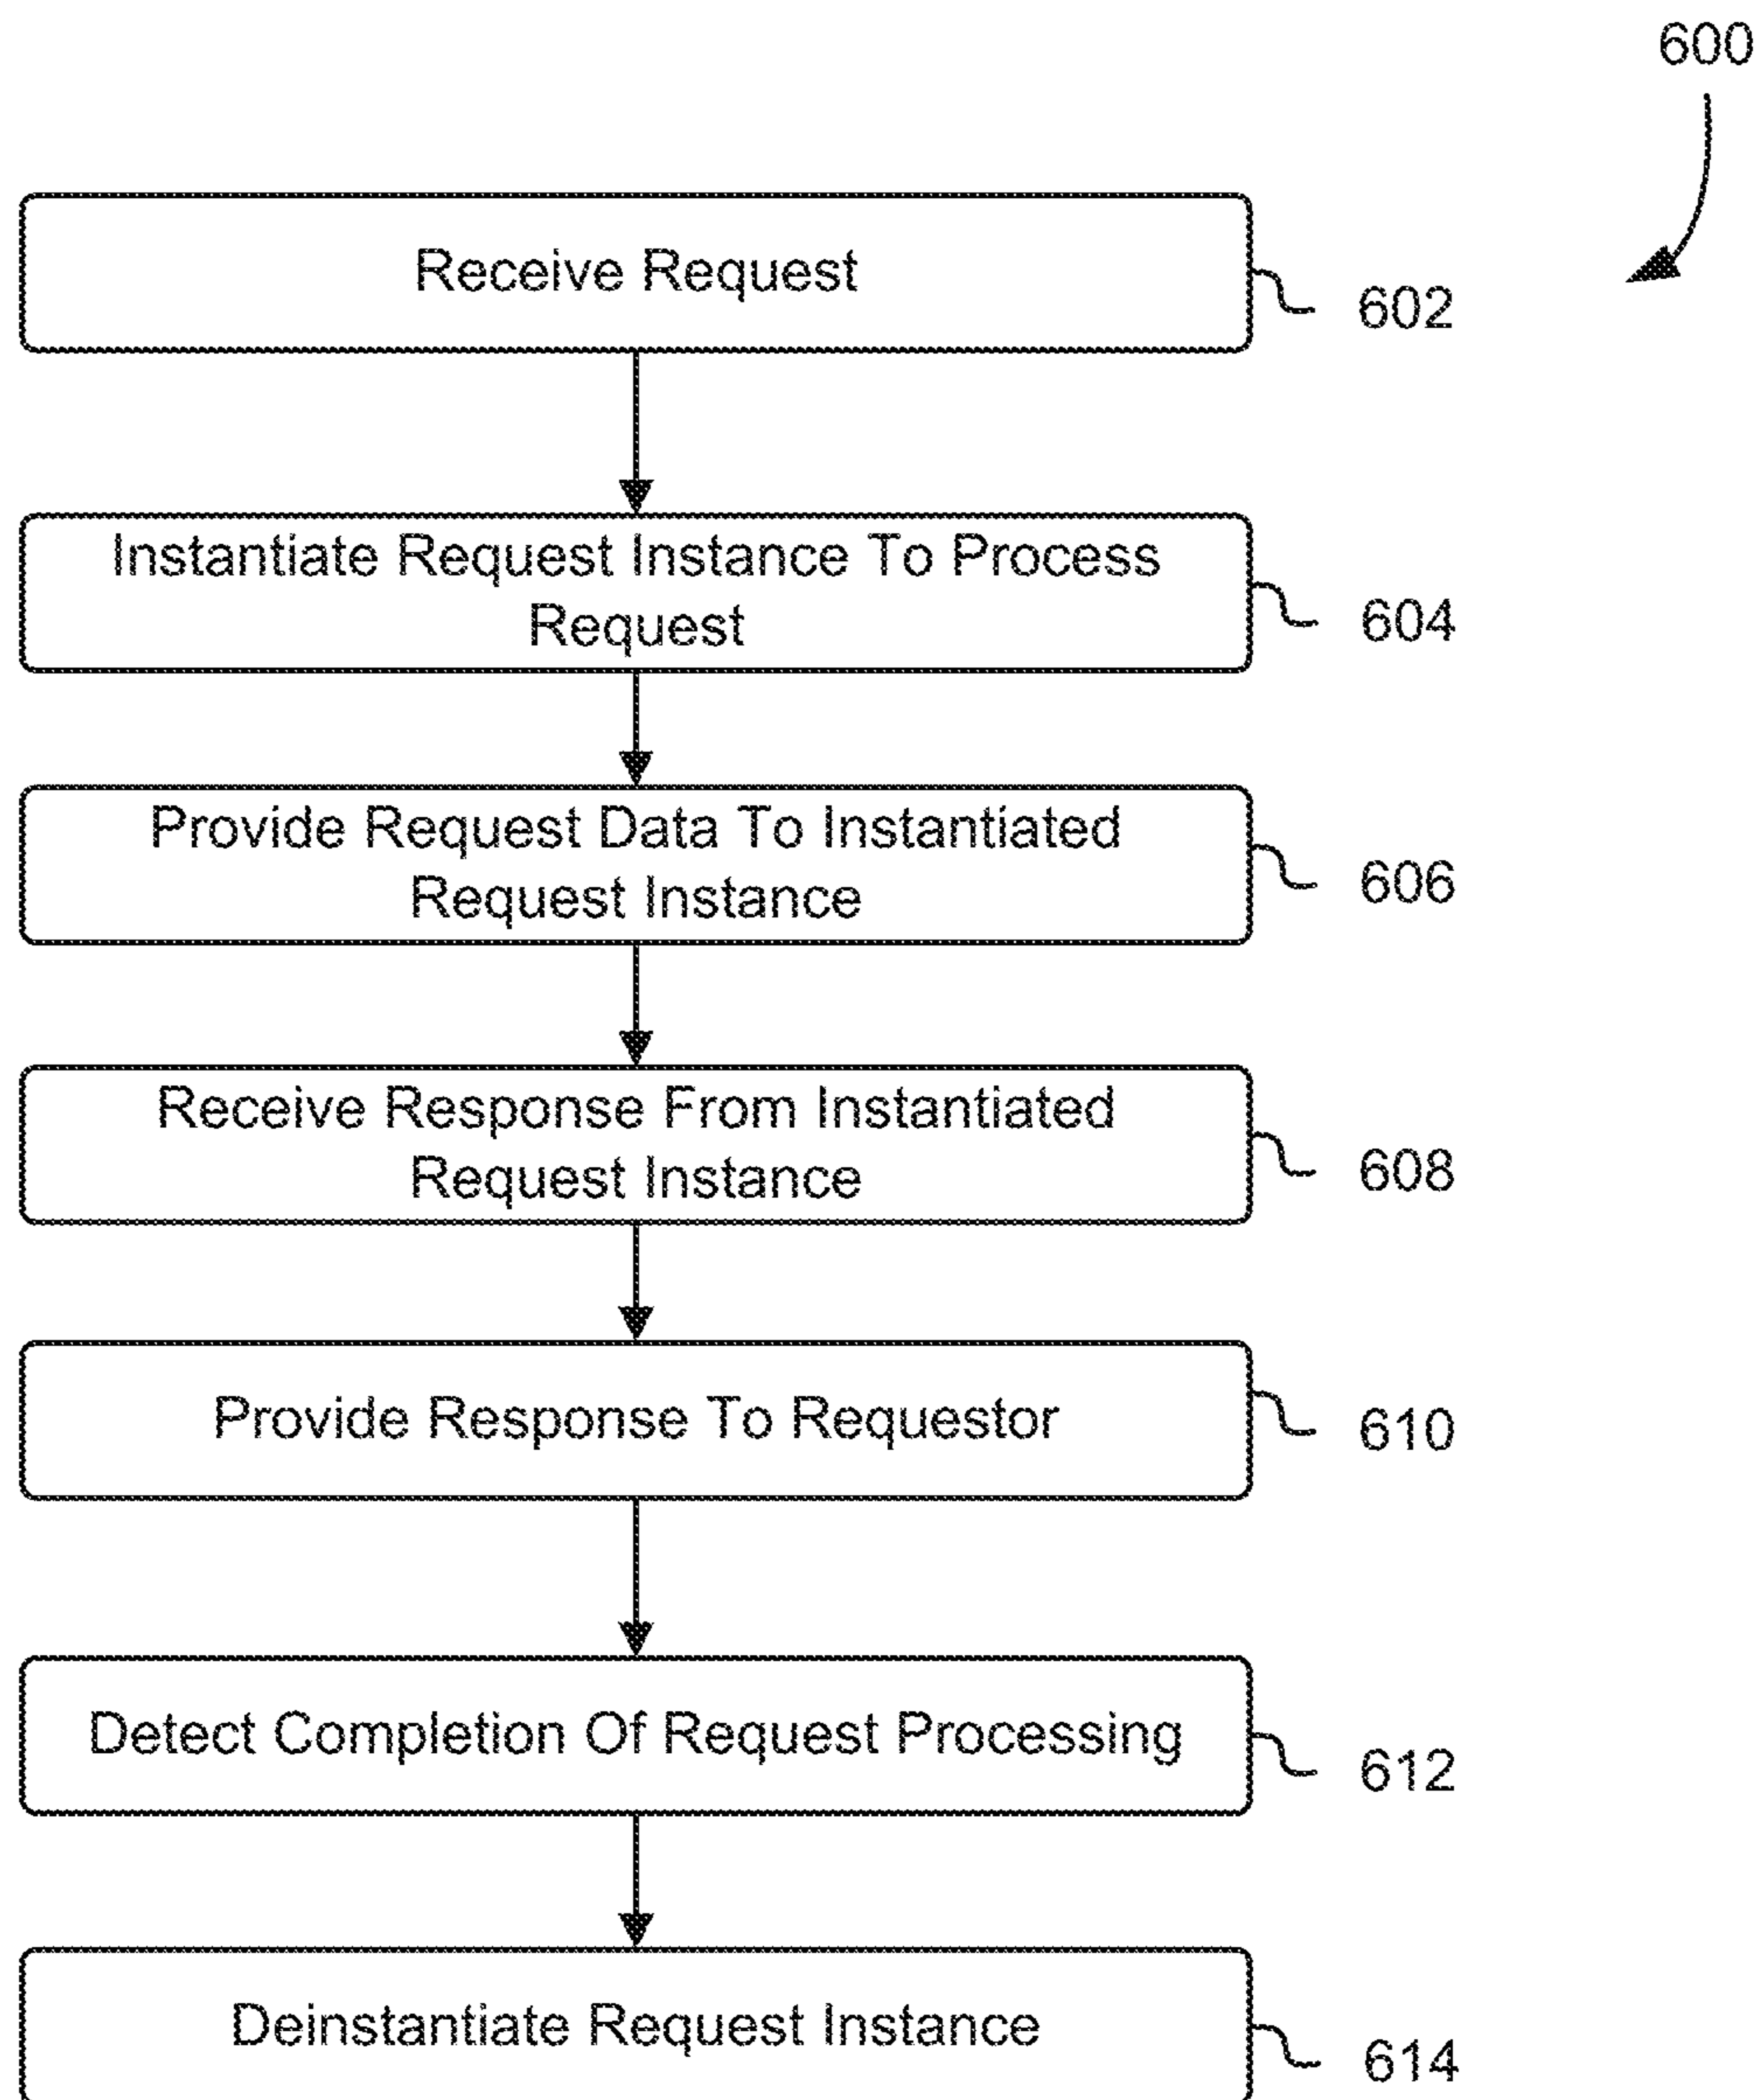 600
Receive Request
602
Instantiate Request Instance To Process
Request
604
Provide Request Data To Instantiated
Request Instance
606
Receive Response From Instantiated
Request Instance
608
Provide Response To Requestor
610
Detect Completion Of Request Processing
612
Deinstantiate Request Instance
614